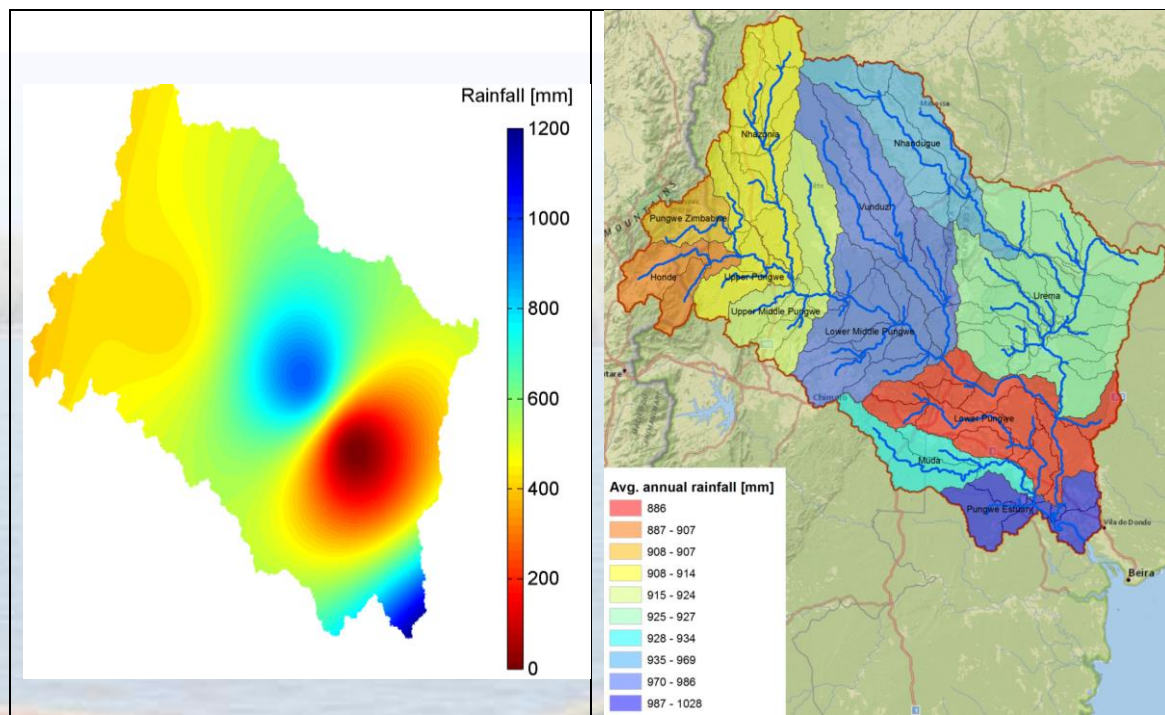 Rainfall [mm]
1200
1000
800
600
400
200
0
Nhazonia
Nhandugue
Vunduzi
Pungwe Zimbabwe
MOUNTAINS
Honde
Upper Pungwe
Urema
Upper Middle Pungwe
Lower Middle Pungwe
Chimoio
Lower Pungwe
Muda
Pungwe Estuary
Vila do Dondo
Beira
Avg. annual rainfall [mm]
886
887 - 907
908 - 907
908 - 914
915 - 924
925 - 927
928 - 934
935 - 969
970 - 986
987 - 1028